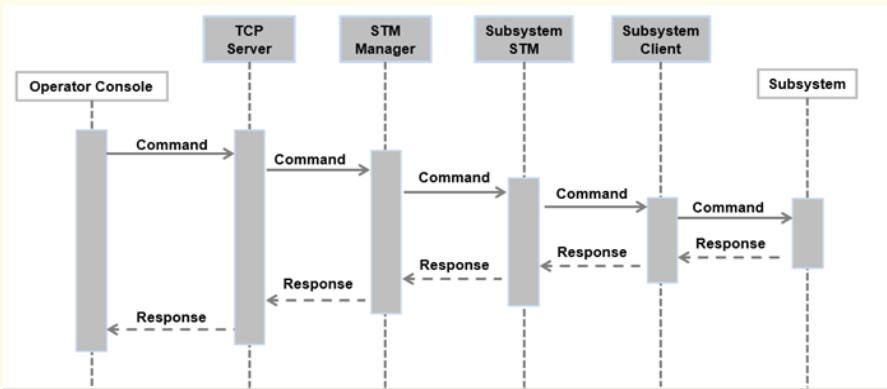 TCP
Server
STM
Manager
Subsystem
STM
Subsystem
Client
Operator Console
Subsystem
Command
Command
Command
Command
Command
Response
Response
Response
Response
Response